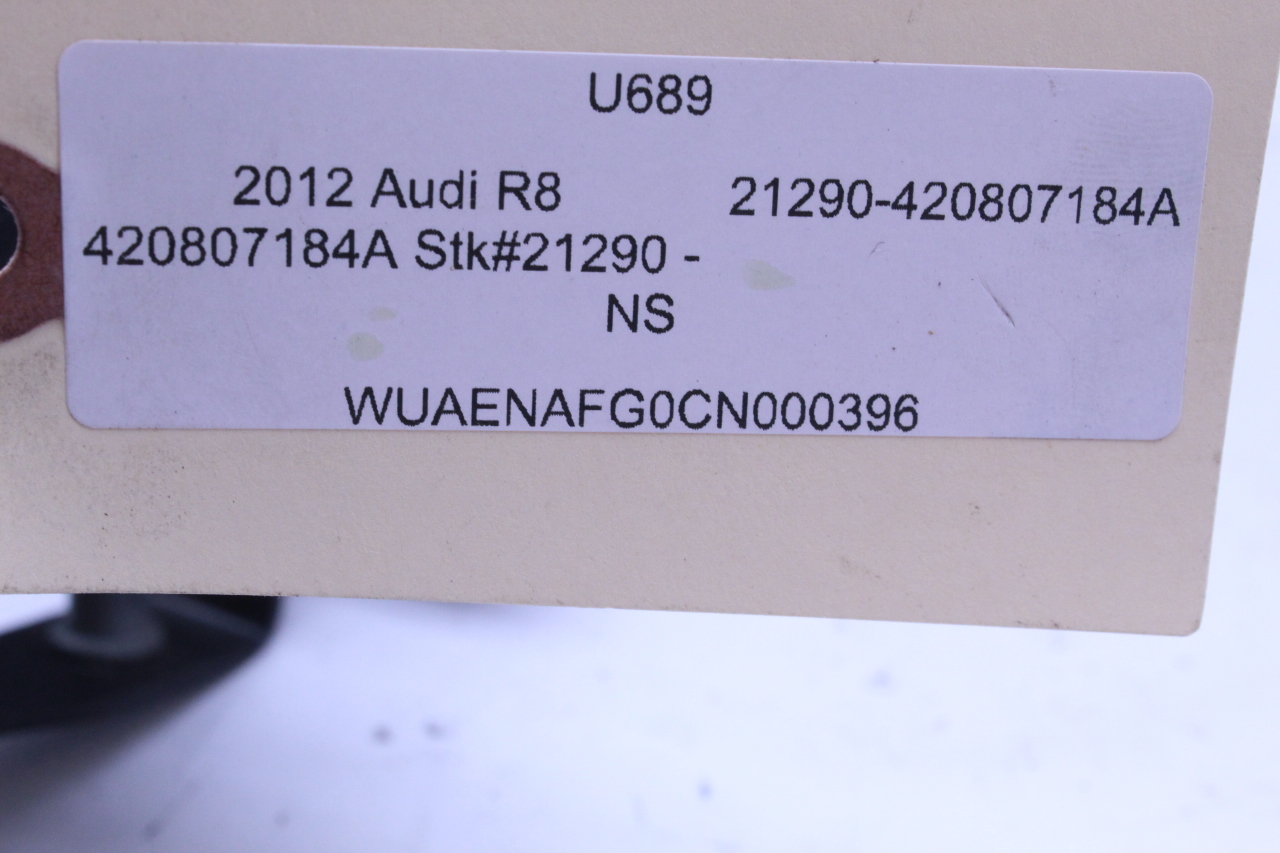 U689
2012 Audi R8 21290-420807184A
420807184A Stk#21290 -
NS
WUAENAFG0CN000396